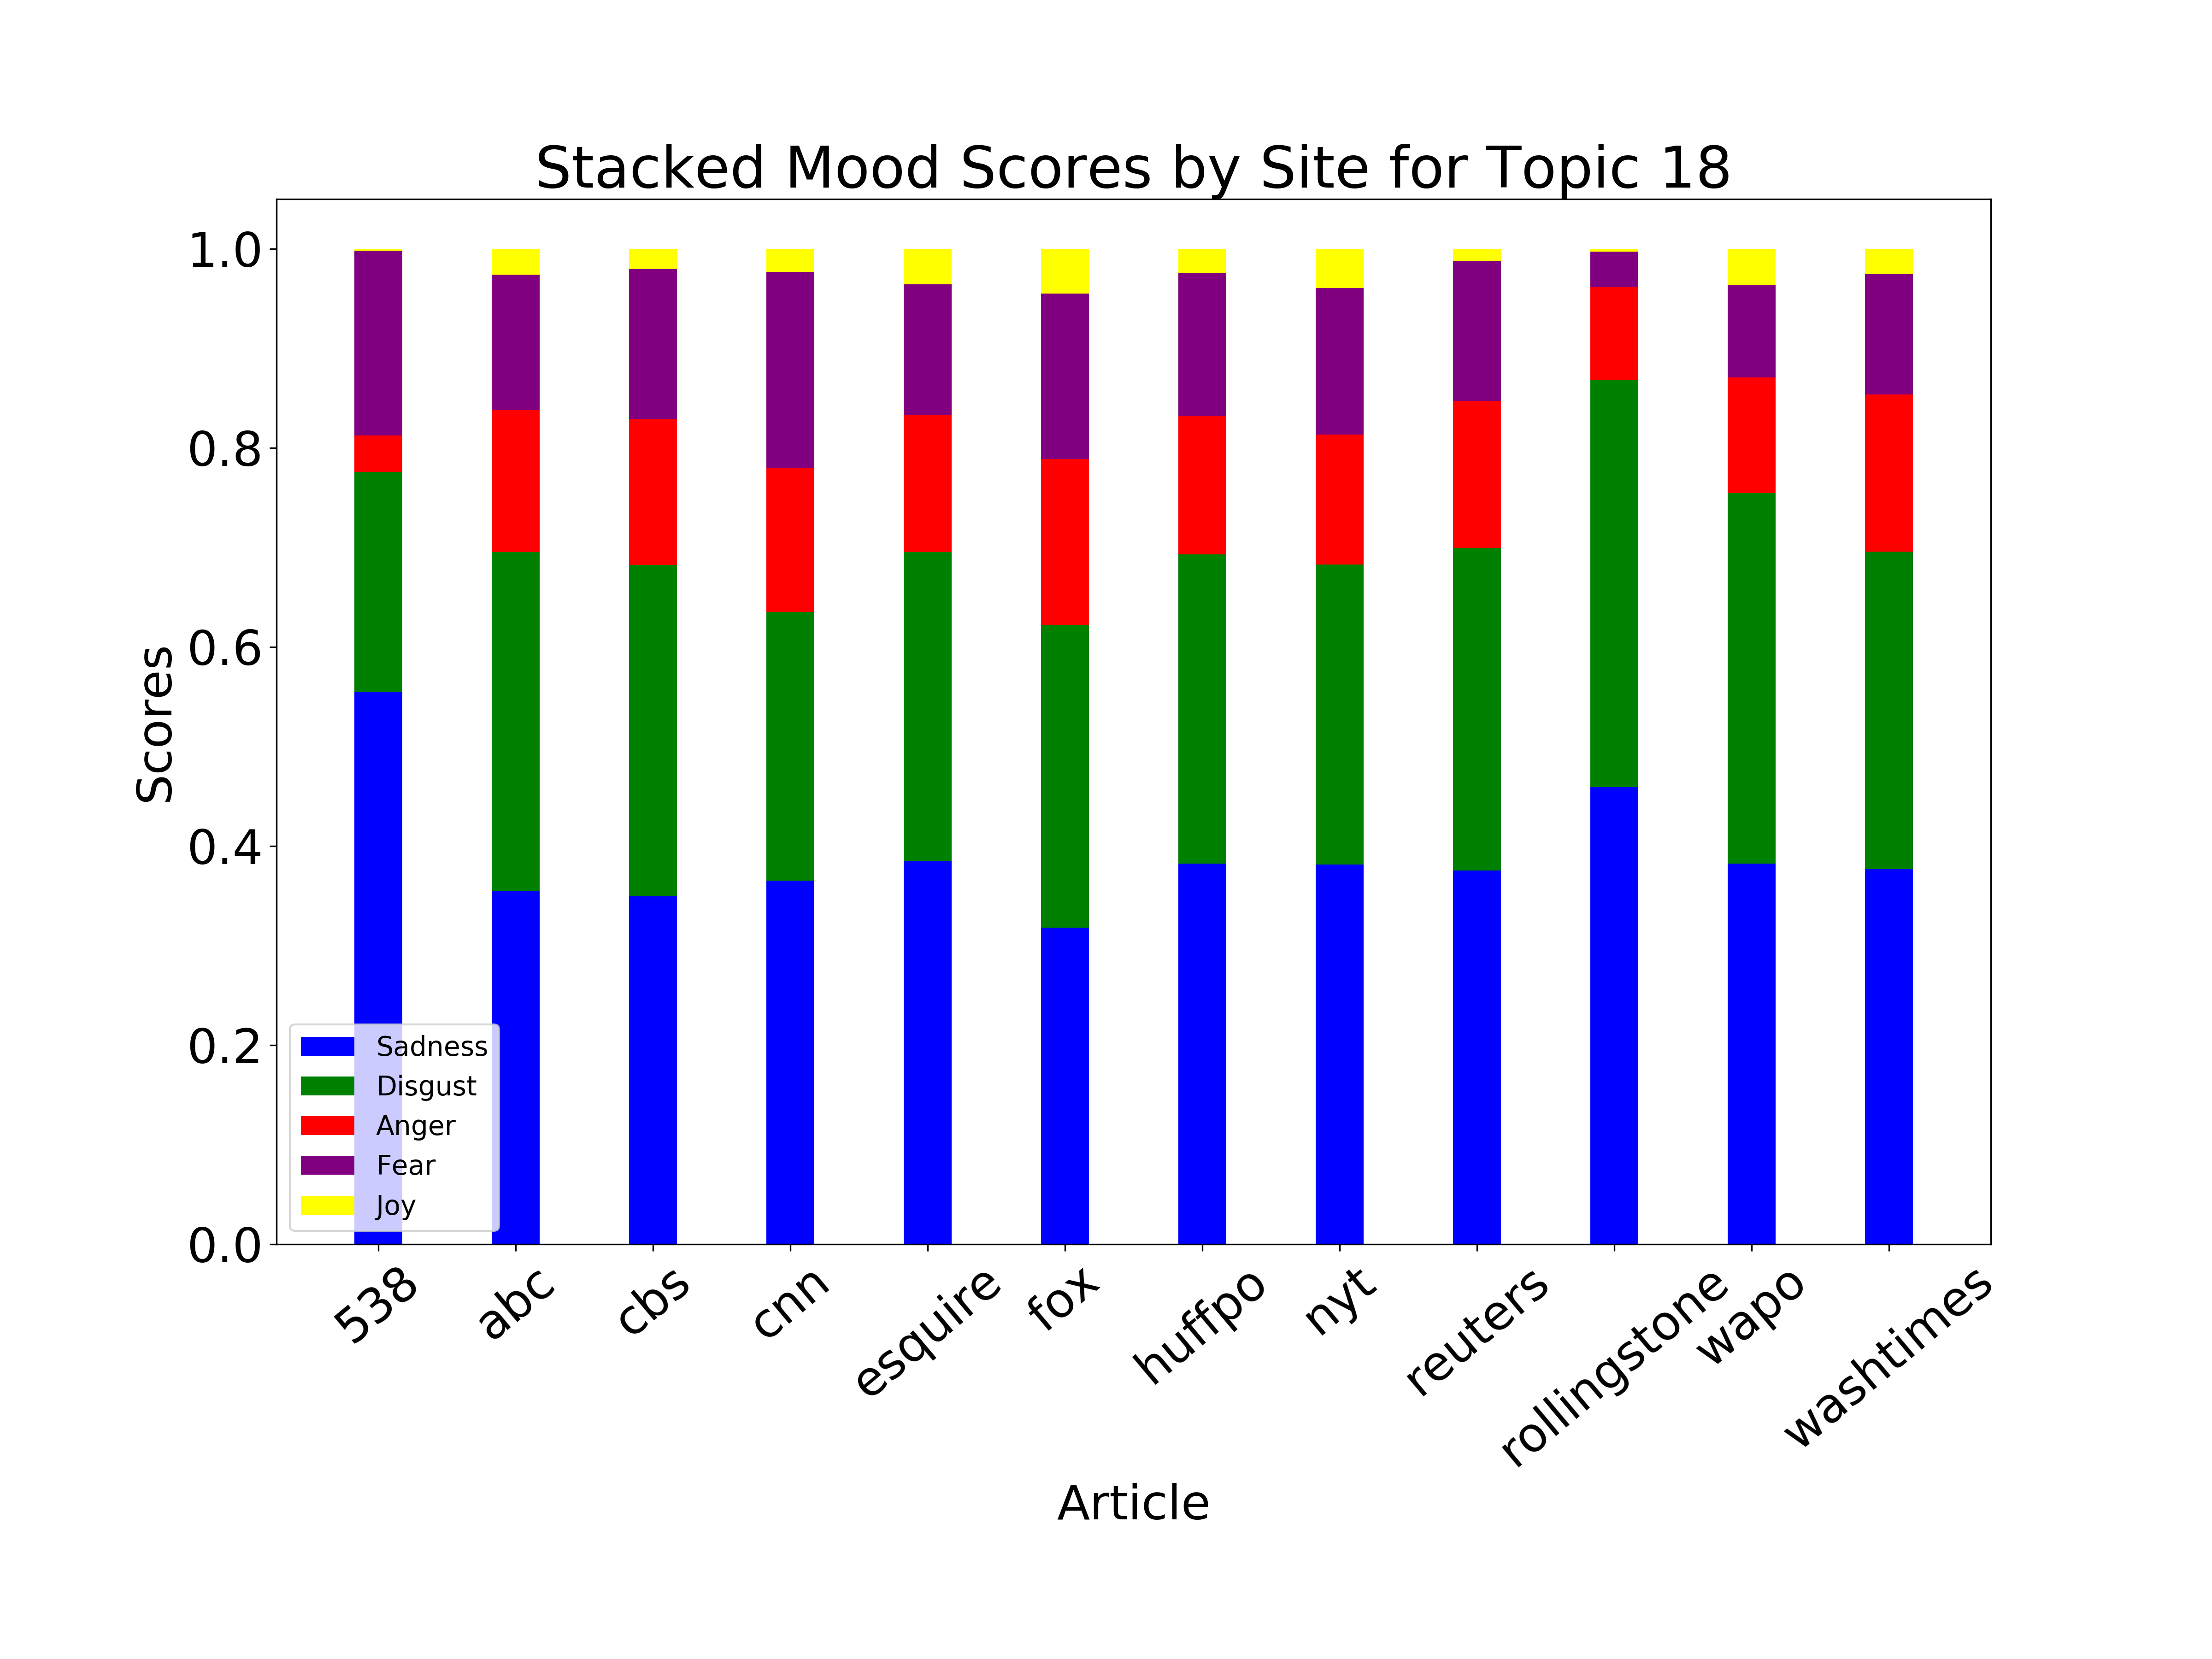 Stacked Mood Scores by Site for Topic 18
Scores
1.0
0.8
0.6
0.4
0.2
0.0
Sadness
Disgust
Anger
Fear
Joy
538
abc
cbs
cnn
esquire
fox
huffpo
nyt
reuters
rollingstone
wapo
washtimes
Article